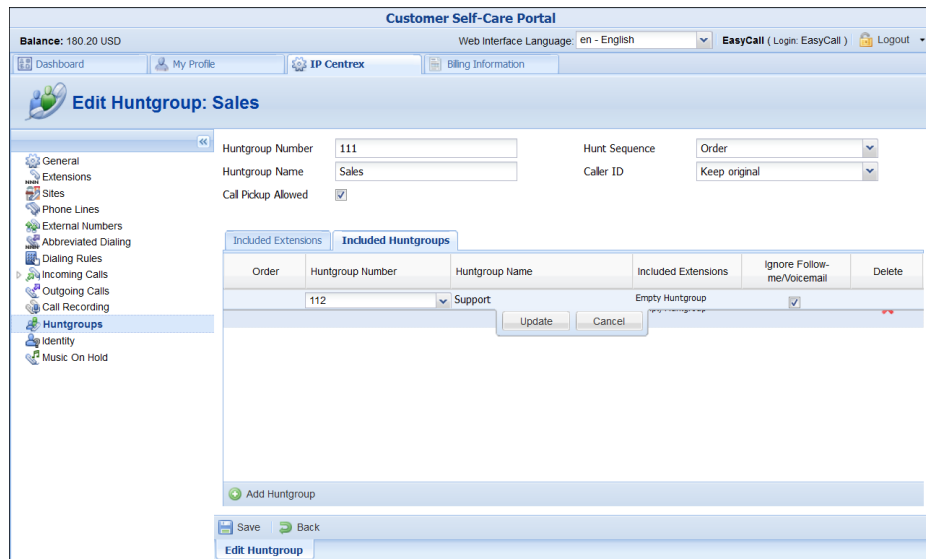 Customer Self-Care Portal
Balance: 180.20 USD
Web Interface Language: en - English
EasyCall ( Login: EasyCall )
Logout
Dashboard
My Profile
IP Centrex
Billing Information
Edit Huntgroup: Sales
General
Extensions
Sites
Phone Lines
External Numbers
Abbreviated Dialing
Dialing Rules
Incoming Calls
Outgoing Calls
Call Recording
Huntgroups
Identity
Music On Hold
Huntgroup Number 111
Hunt Sequence Order
Huntgroup Name Sales
Caller ID Keep original
Call Pickup Allowed
Included Extensions
Included Huntgroups
Order
Huntgroup Number
Huntgroup Name
Included Extensions
Ignore Follow-
me/Voicemail
Delete
112
Support
Empty Huntgroup
Update
Cancel
Add Huntgroup
Save
Back
Edit Huntgroup